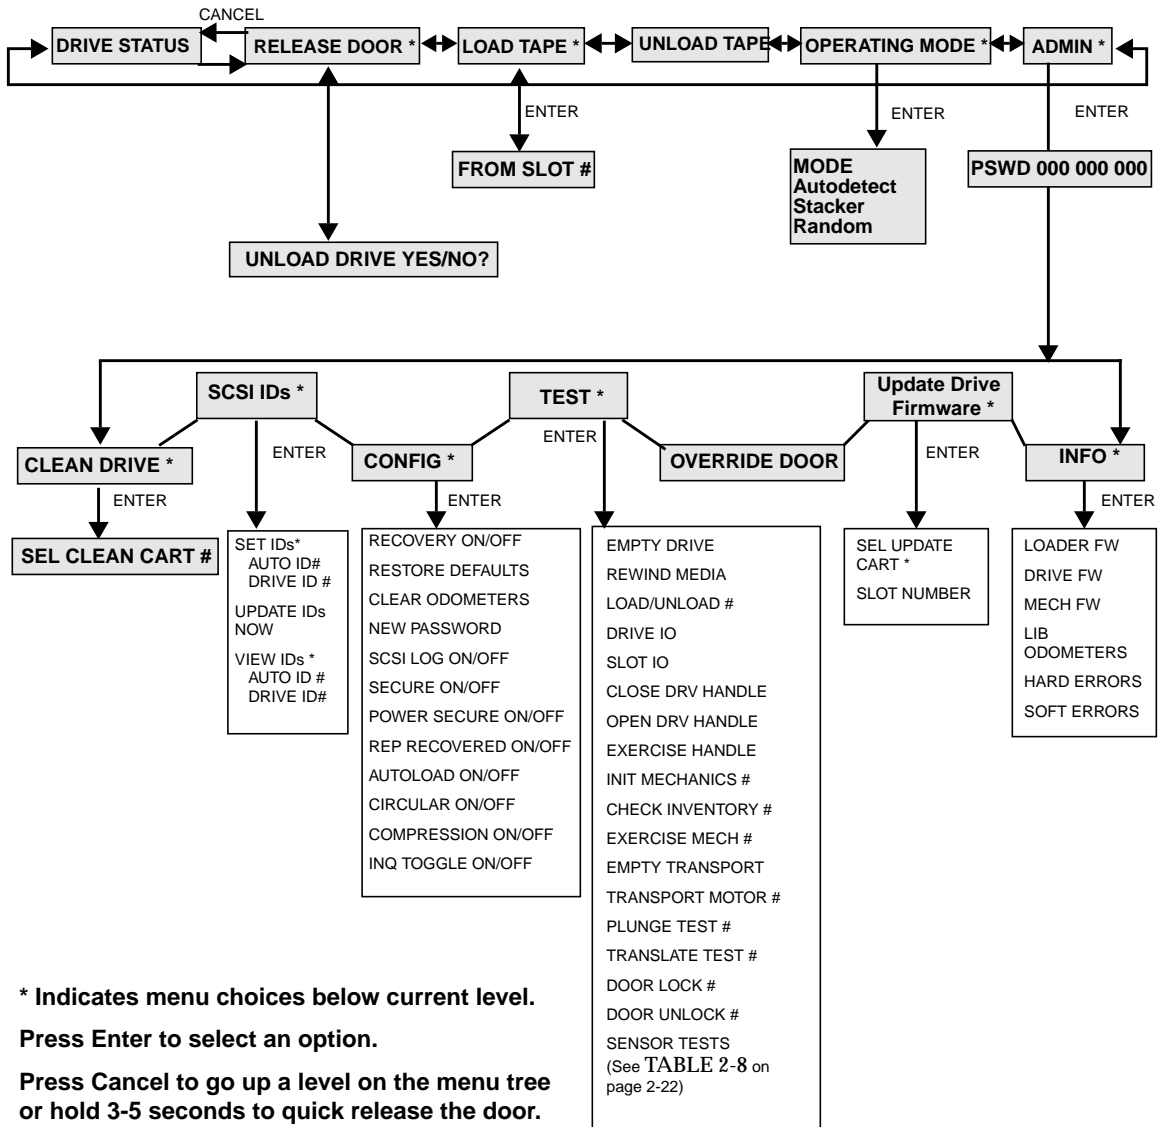 CANCEL
DRIVE STATUS
RELEASE DOOR *
LOAD TAPE *
UNLOAD TAPE
OPERATING MODE *
ADMIN *
ENTER
ENTER
ENTER
FROM SLOT #
MODE
Autodetect
Stacker
Random
PSWD 000 000 000
UNLOAD DRIVE YES/NO?
SCSI IDs *
TEST *
Update Drive
Firmware *
CLEAN DRIVE *
ENTER
CONFIG *
ENTER
OVERRIDE DOOR
ENTER
INFO *
ENTER
ENTER
ENTER
SEL CLEAN CART #
SET IDs*
AUTO ID#
DRIVE ID #
UPDATE IDs
NOW
VIEW IDs *
AUTO ID #
DRIVE ID#
RECOVERY ON/OFF
RESTORE DEFAULTS
CLEAR ODOMETERS
NEW PASSWORD
SCSI LOG ON/OFF
SECURE ON/OFF
POWER SECURE ON/OFF
REP RECOVERED ON/OFF
AUTOLOAD ON/OFF
CIRCULAR ON/OFF
COMPRESSION ON/OFF
INQ TOGGLE ON/OFF
EMPTY DRIVE
REWIND MEDIA
LOAD/UNLOAD #
DRIVE IO
SLOT IO
CLOSE DRV HANDLE
OPEN DRV HANDLE
EXERCISE HANDLE
INIT MECHANICS #
CHECK INVENTORY #
EXERCISE MECH #
EMPTY TRANSPORT
TRANSPORT MOTOR #
PLUNGE TEST #
TRANSLATE TEST #
DOOR LOCK #
DOOR UNLOCK #
SENSOR TESTS
(See TABLE 2-8 on
page 2-22)
SEL UPDATE
CART *
SLOT NUMBER
LOADER FW
DRIVE FW
MECH FW
LIB
ODOMETERS
HARD ERRORS
SOFT ERRORS
* Indicates menu choices below current level.
Press Enter to select an option.
Press Cancel to go up a level on the menu tree
or hold 3-5 seconds to quick release the door.